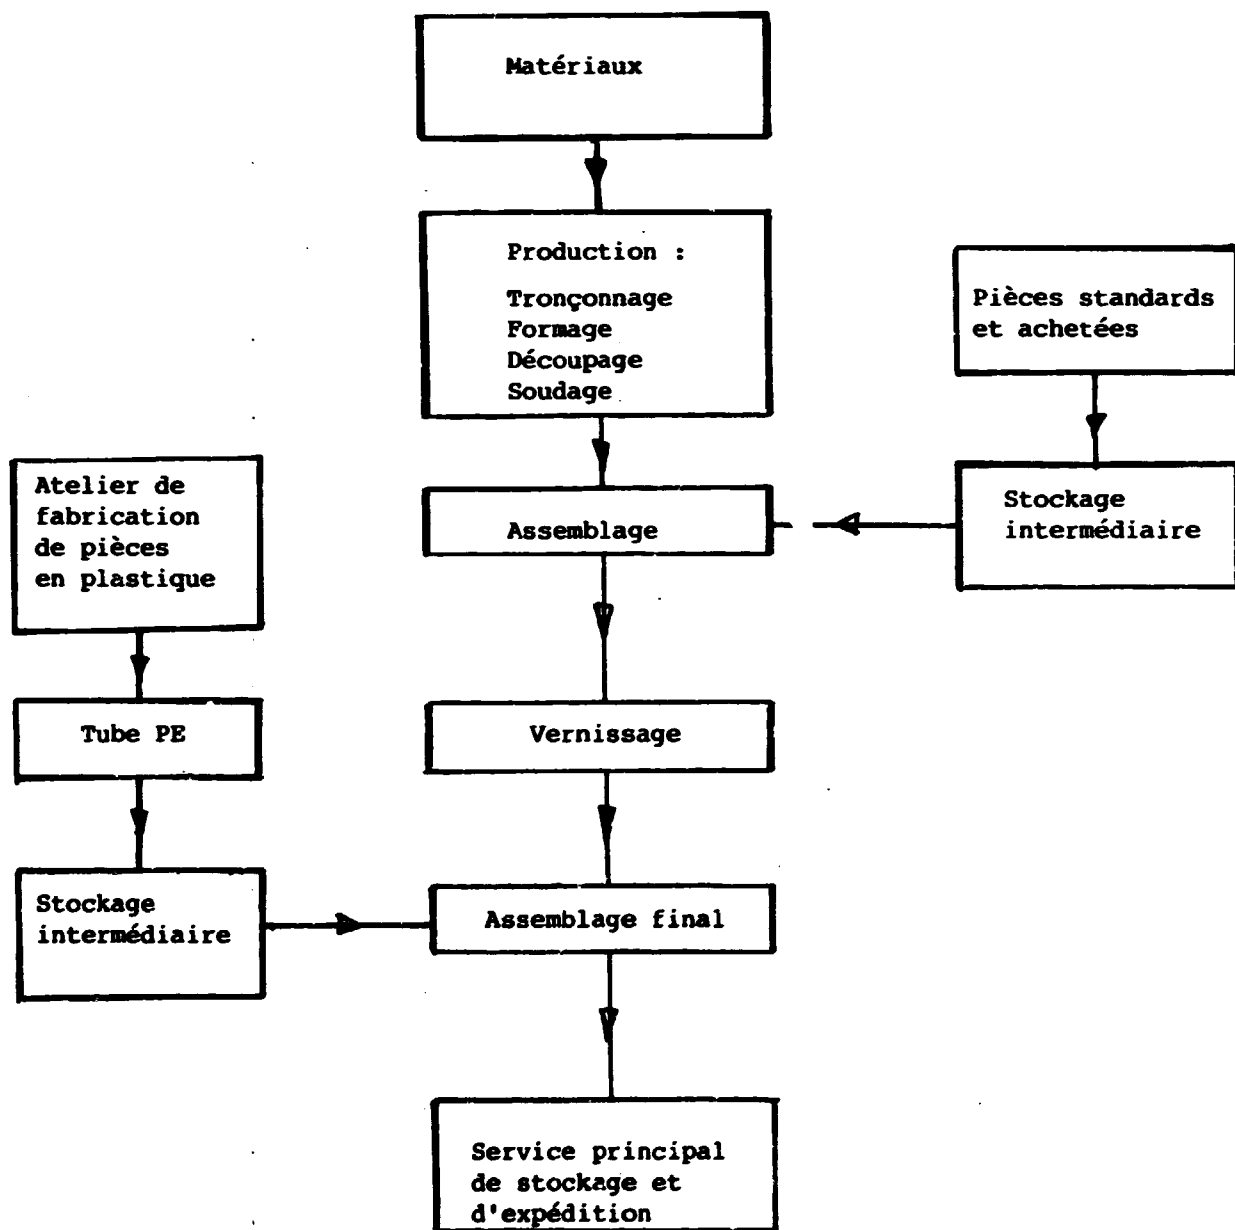 Matériaux
Production :
Tronçonnage
Formage
Découpage
Soudage
Pièces standards
et achetées
Atelier de
fabrication
de pièces
en plastique
Assemblage
Stockage
intermédiaire
Tube PE
Vernissage
Stockage
intermédiaire
Assemblage final
Service principal
de stockage et
d'expédition